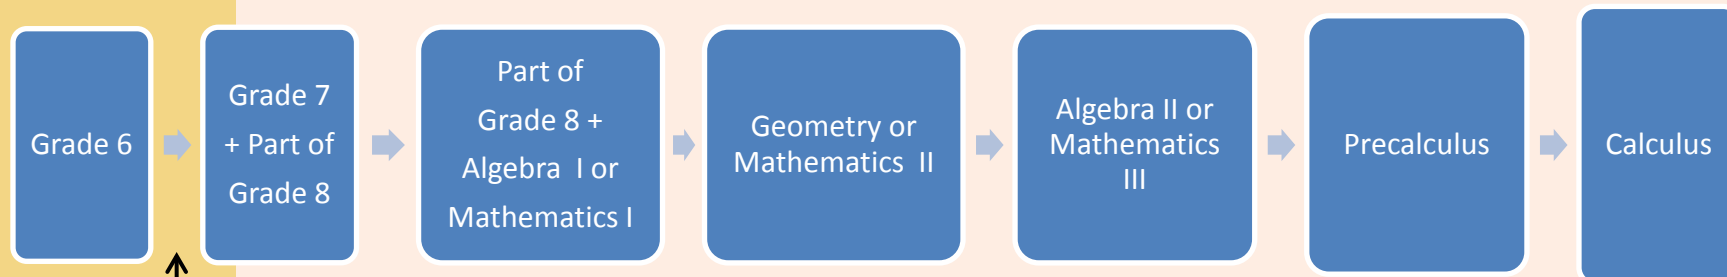 Grade 6
Grade 7
+ Part of
Grade 8
Part of
Grade 8 +
Algebra I or
Mathematics I
Geometry or
Mathematics II
Algebra II or
Mathematics
III
Precalculus
Calculus